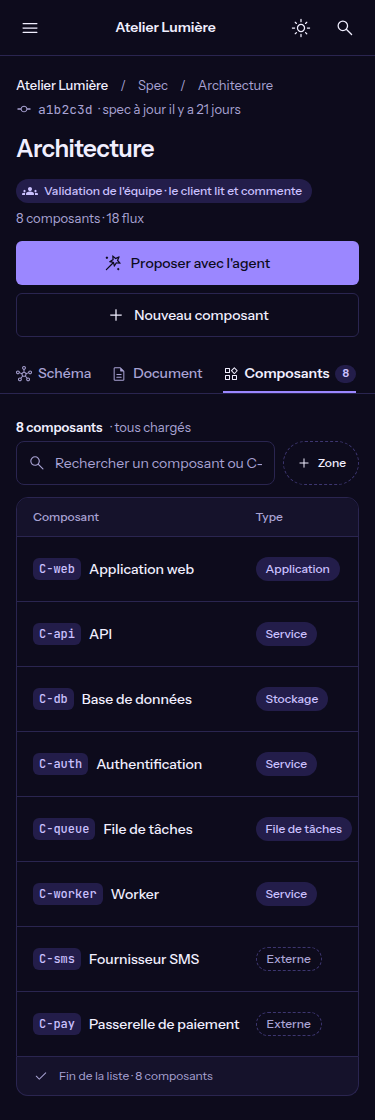 Atelier Lumière
Atelier Lumière / Spec / Architecture
a1b2c3d · spec à jour il y a 21 jours
Architecture
Validation de l'équipe · le client lit et commente
8 composants · 18 flux
Proposer avec l'agent
Nouveau composant
Schéma Document Composants 8
8 composants · tous chargés
Rechercher un composant ou C- Zone
Composant Type
C-web Application web Application
C-api API Service
C-db Base de données Stockage
C-auth Authentification Service
C-queue File de tâches File de tâches
C-worker Worker Service
C-sms Fournisseur SMS Externe
C-pay Passerelle de paiement Externe
Fin de la liste · 8 composants